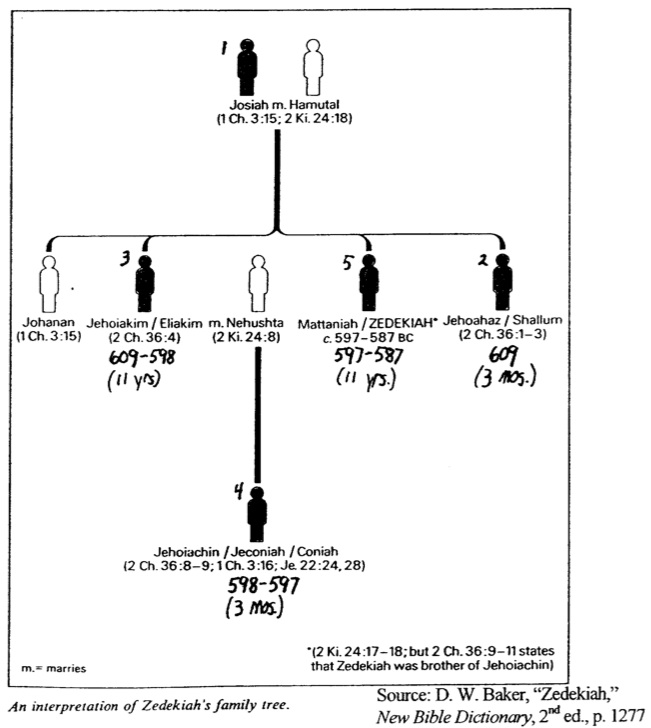 1
Josiah m. Hamutal
(1 Ch. 3:15; 2 Ki. 24:18)
3
5
2
Johanan
(1 Ch. 3:15)
Jehoiakim / Eliakim
(2 Ch. 36:4)
609-598
(11 yrs)
m. Nehushta
(2 Ki. 24:8)
Mattaniah / ZEDEKIAH*
c. 597-587 BC
597-587
(11 yrs.)
Jehoahaz / Shallum
(2 Ch. 36:1-3)
609
(3 mos.)
4
Jehoiachin / Jeconiah / Coniah
(2 Ch. 36:8-9; 1 Ch. 3:16; Je. 22:24, 28)
598-597
(3 mos.)
m. = marries
*(2 Ki. 24:17-18; but 2 Ch. 36:9-11 states
that Zedekiah was brother of Jehoiachin)
An interpretation of Zedekiah's family tree.
Source: D. W. Baker, “Zedekiah,”
New Bible Dictionary, 2nd ed., p. 1277